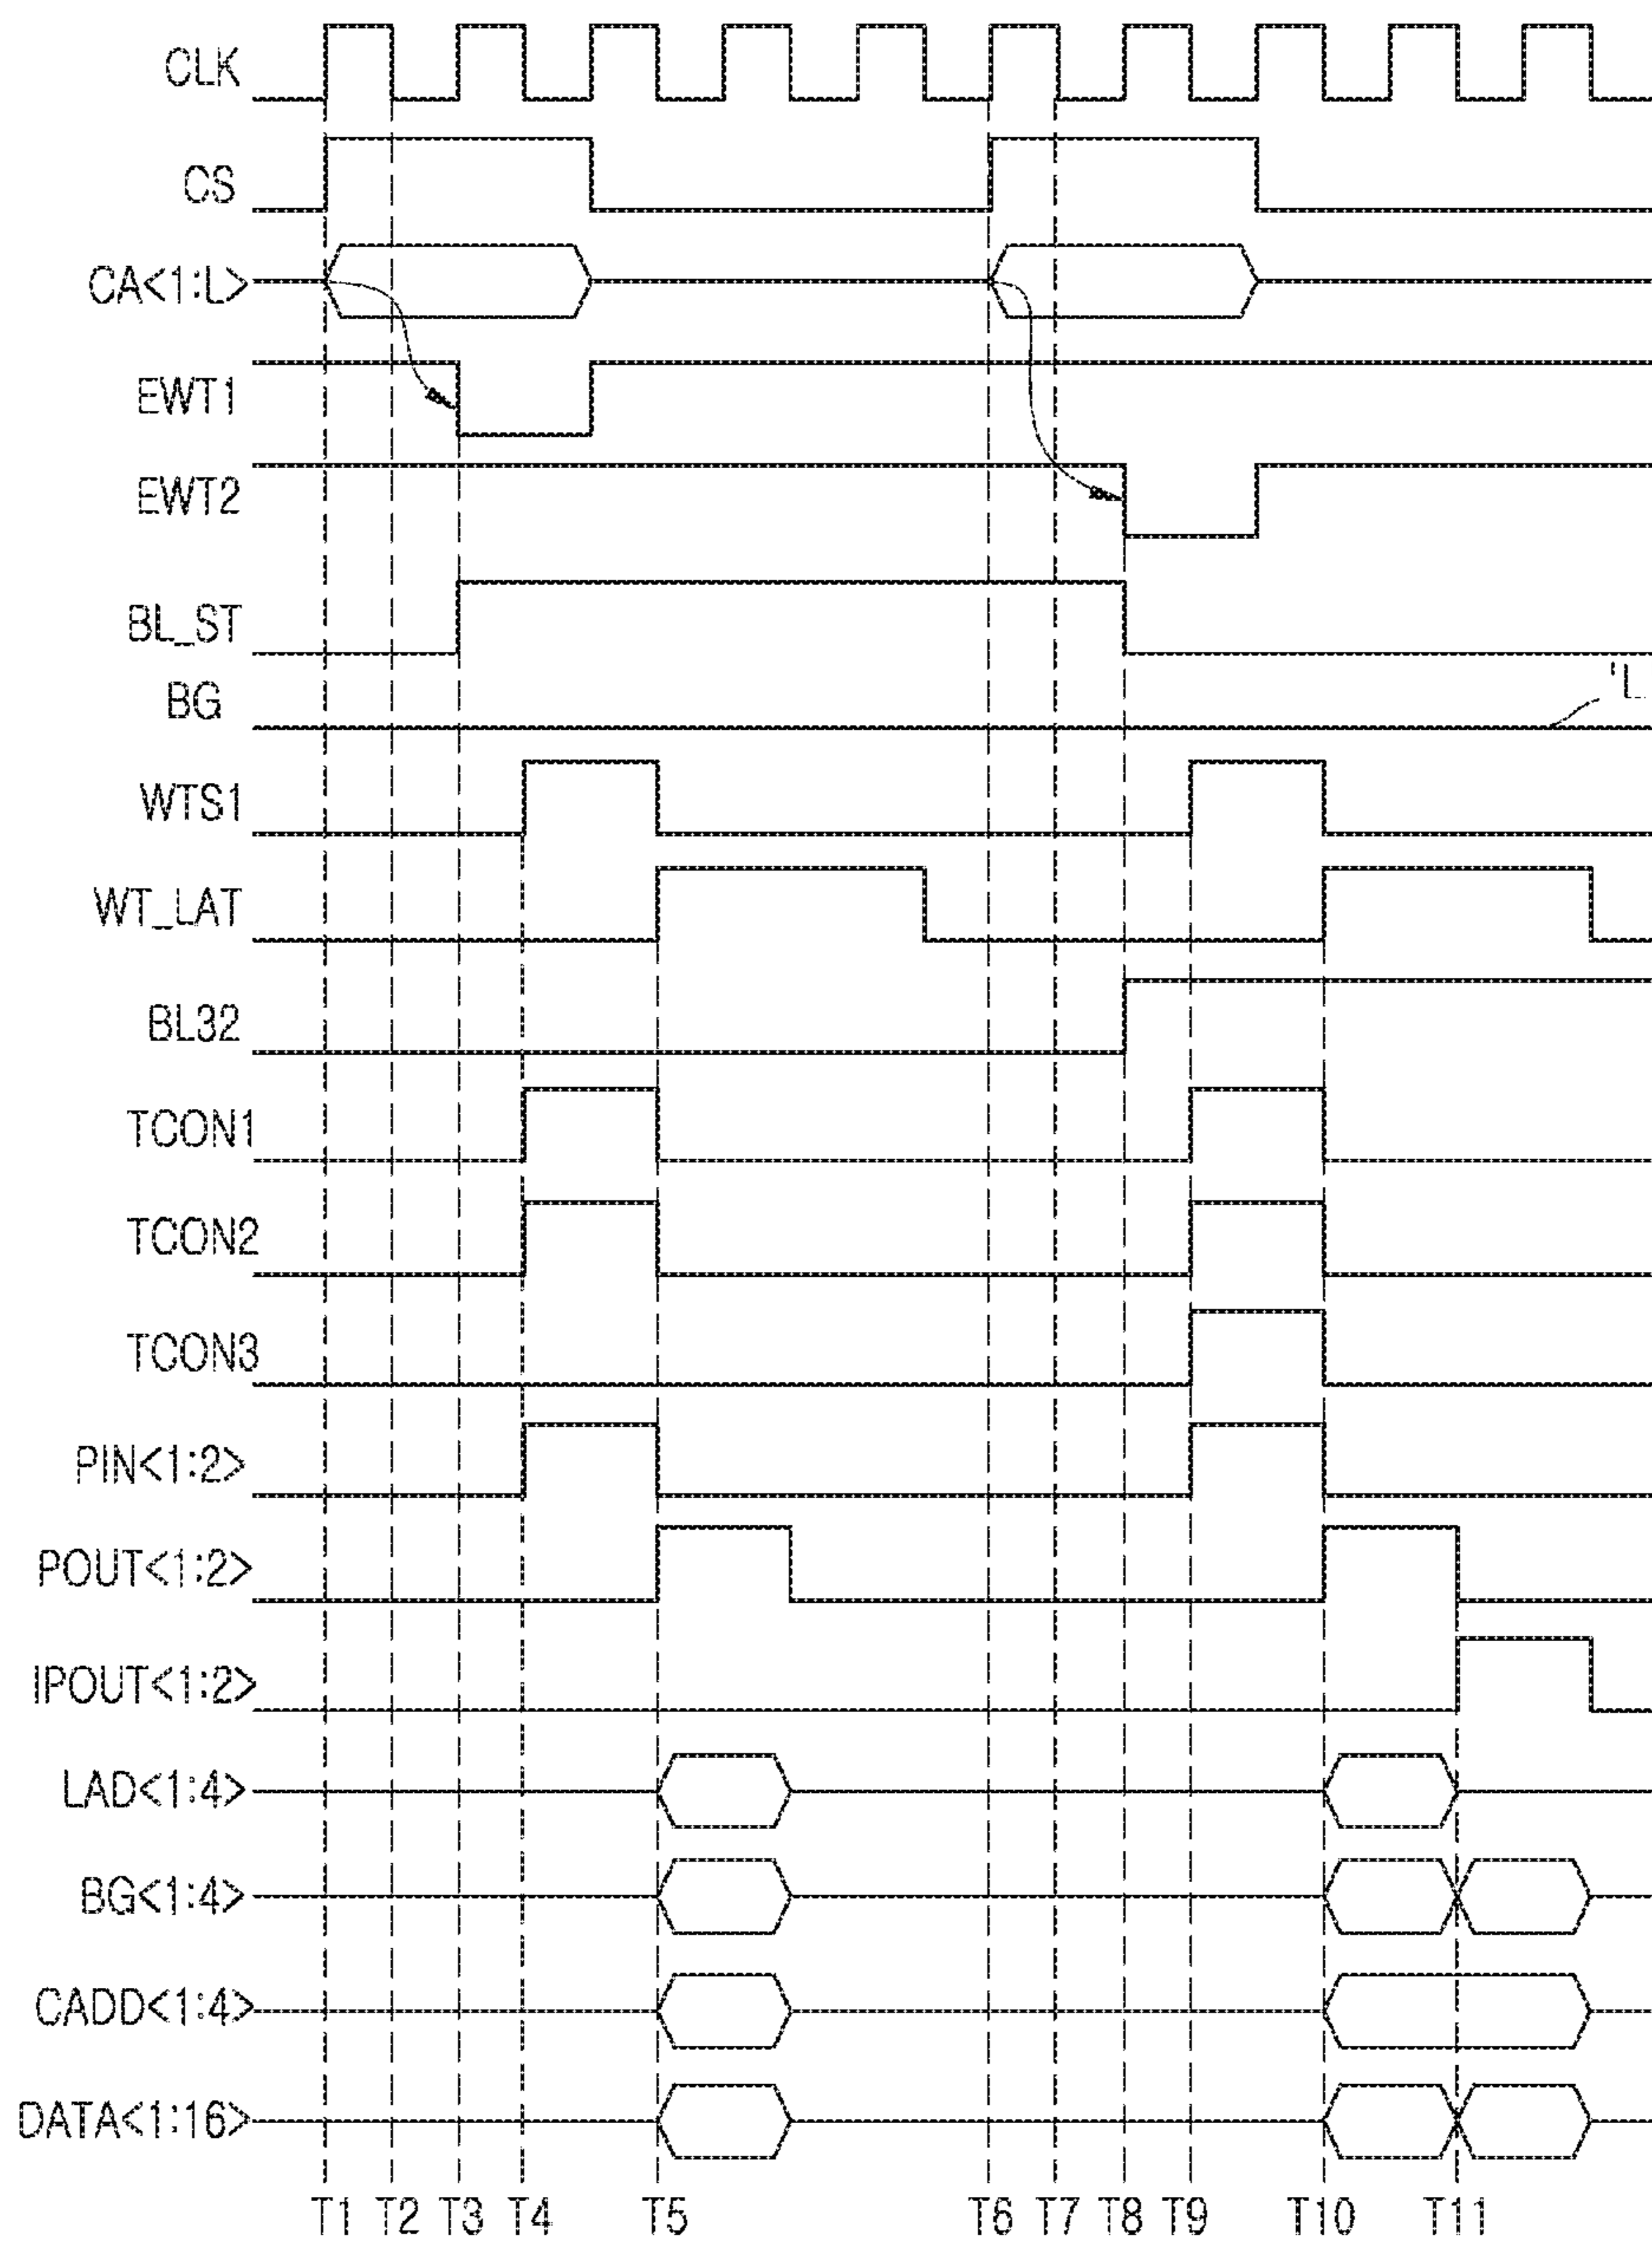 CLK
CS
CA<1:L>
EWT1
EWT2
BL_ST
BG
'L
WTS1
WT_LAT
BL32
TCON1
TCON2
TCON3
PIN<1:2>
POUT<1:2>
IPOUT<1:2>
LAD<1:4>
BG<1:4>
CADD<1:4>
DATA<1:16>
T1 T2 T3 T4 T5 T6 T7 T8 T9 T10 T11